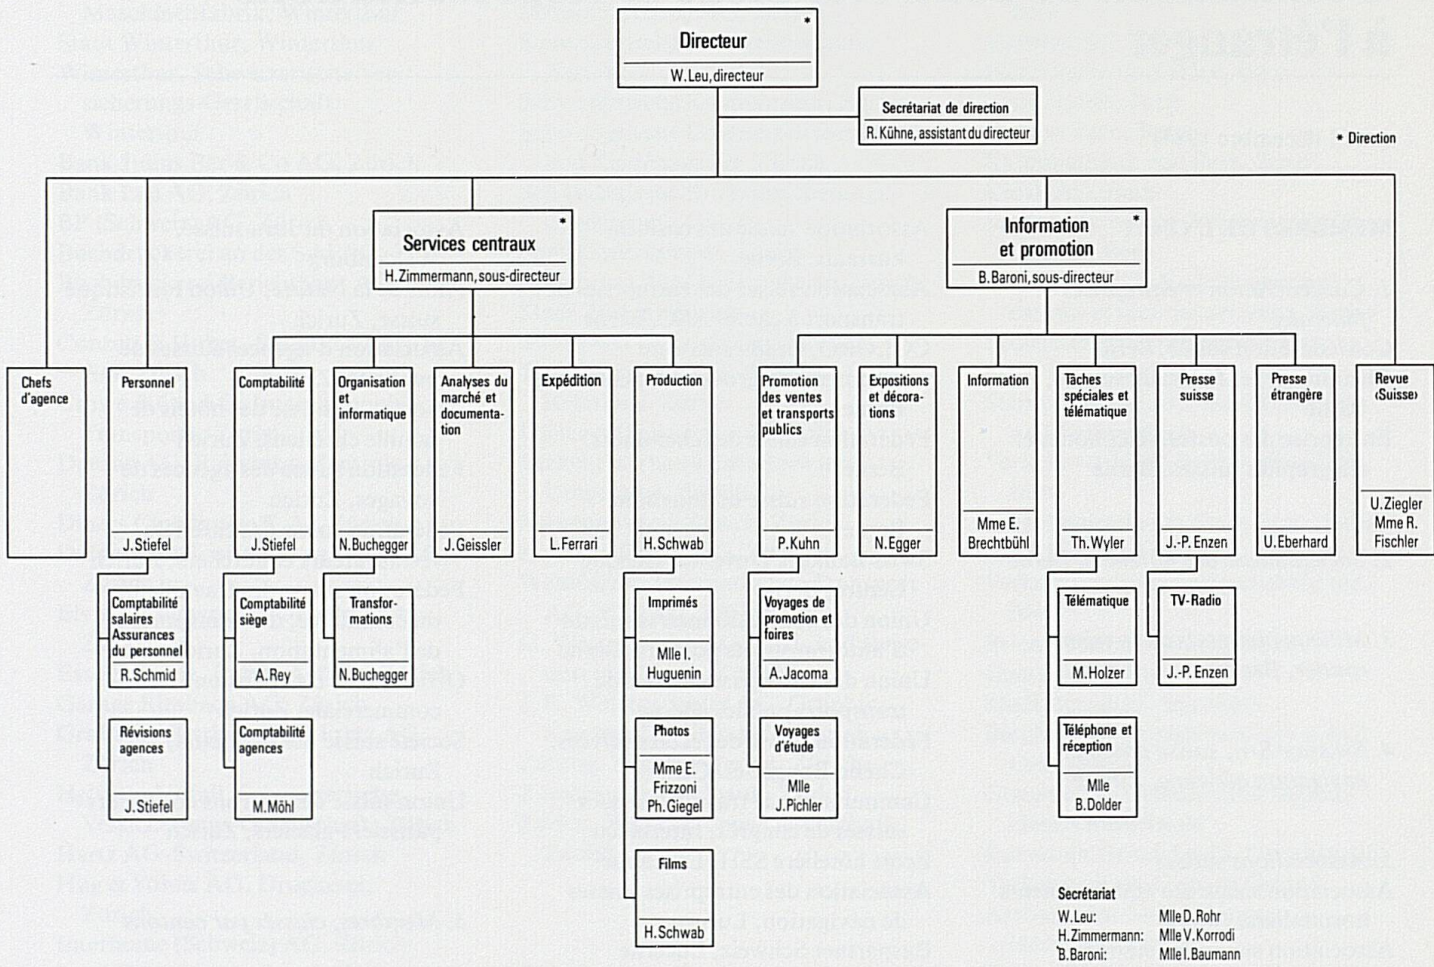 *
Directeur
W. Leu, directeur
Secrétariat de direction
R. Kühne, assistant du directeur
* Direction
*
Services centraux
H. Zimmermann, sous-directeur
*
Information
et promotion
B. Baroni, sous-directeur
Chefs
d'agence
Personnel
J. Stiefel
Comptabilité
J. Stiefel
Organisation
et
informatique
N. Buchegger
Analyses du
marché et
documenta-
tion
J. Geissler
Expédition
L. Ferrari
Production
H. Schwab
Promotion
des ventes
et transports
publics
P. Kuhn
Expositions
et décora-
tions
N. Egger
Information
Mme E.
Brechtbühl
Tâches
spéciales et
télématique
Th. Wyler
Presse
suisse
J.-P. Enzen
Presse
étrangère
U. Eberhard
Revue
(Suisse)
U. Ziegler
Mme R.
Fischler
Comptabilité
salaires
Assurances
du personnel
R. Schmid
Comptabilité
siège
A. Rey
Transfor-
mations
N. Buchegger
Imprimés
Mlle I.
Huguenin
Voyages de
promotion et
foires
A. Jacoma
Télématique
M. Holzer
TV-Radio
J.-P. Enzen
Révisions
agences
J. Stiefel
Comptabilité
agences
M. Möhl
Photos
Mme E.
Frizzoni
Ph. Giegel
Voyages
d'étude
Mlle
J. Pichler
Téléphone et
réception
Mlle
B. Dolder
Films
H. Schwab
Secrétariat
W. Leu: Mlle D. Rohr
H. Zimmermann: Mlle V. Korrodi
B. Baroni: Mlle I. Baumann